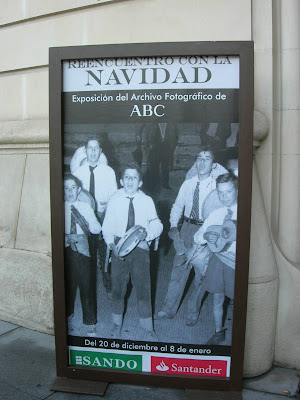 REENCUENTRO CON LA
NAVIDAD
Exposición del Archivo Fotográfico de
ABC
Del 20 de diciembre al 8 de enero
SANDO
Santander